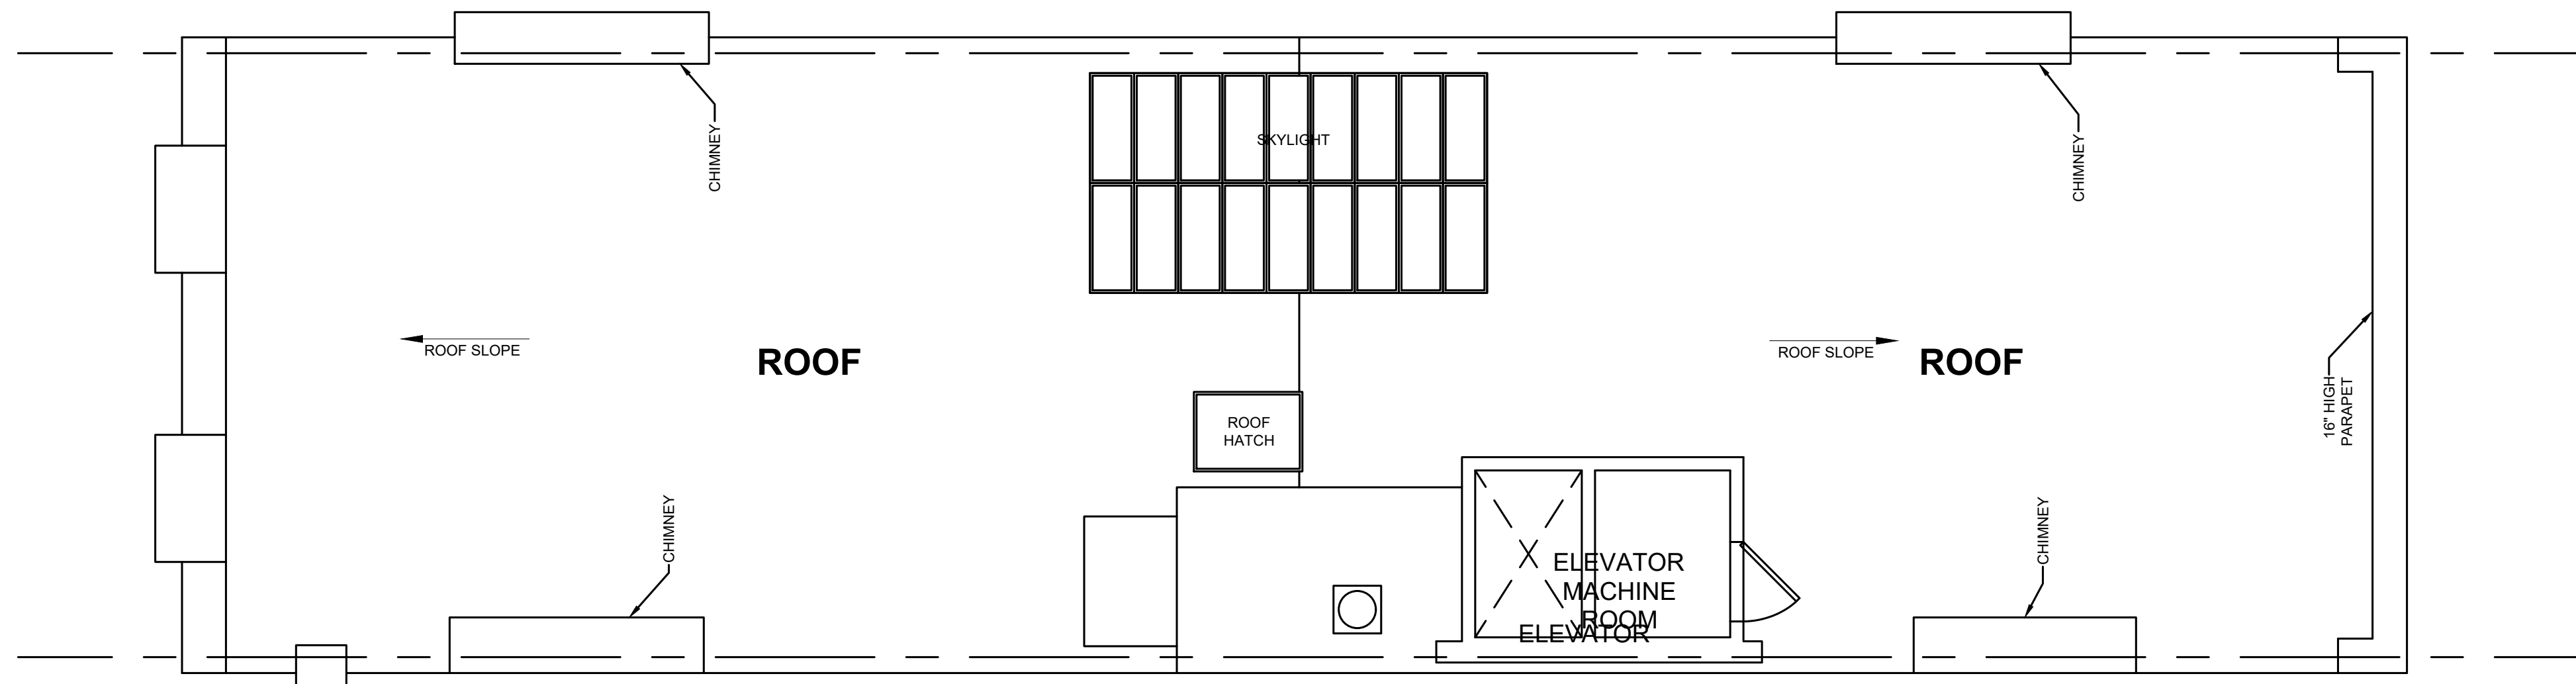 CHIMNEY
SKYLIGHT
CHIMNEY
ROOF SLOPE
ROOF
ROOF SLOPE
ROOF
16" HIGH
PARAPET
ROOF
HATCH
CHIMNEY
ELEVATOR
MACHINE
ROOM
ELEVATOR
CHIMNEY